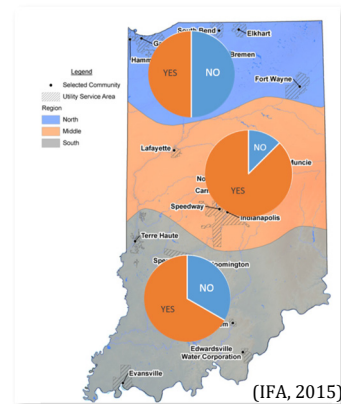 South Bend
Elkhart
Hamm
Bremen
YES
NO
Fort Wayne
Legend
Selected Community
Utility Service Area
Region
North
Middle
South
Lafayette
NO
Muncie
YES
Speedway
Indianapolis
Terre Haute
Bloomington
NO
YES
Edwardsville
Water Corporation
Evansville
(IFA, 2015)